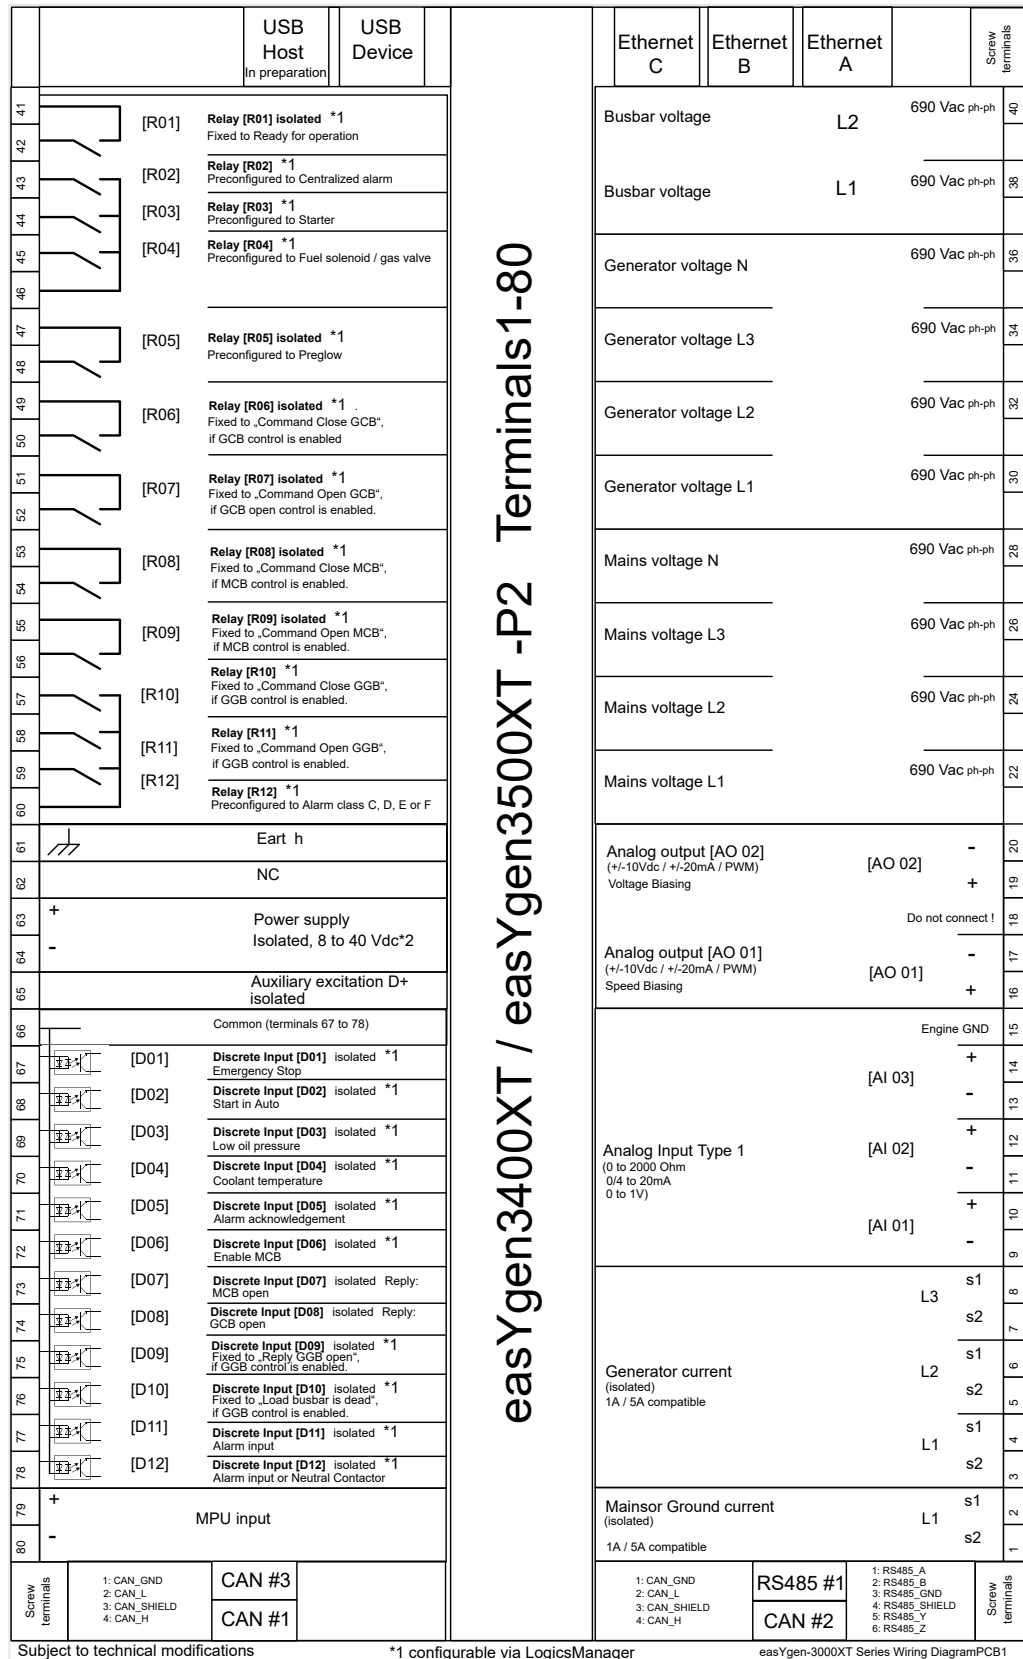 USB
Host
In preparation
USB
Device
Ethernet
C
Ethernet
B
Ethernet
A
Screw
terminals
41
[R01]
Relay [R01] isolated *1
Fixed to Ready for operation
42
43
[R02]
Relay [R02] *1
Preconfigured to Centralized alarm
44
[R03]
Relay [R03] *1
Preconfigured to Starter
45
[R04]
Relay [R04] *1
Preconfigured to Fuel solenoid / gas valve
46
47
[R05]
Relay [R05] isolated *1
Preconfigured to Preglow
48
49
[R06]
Relay [R06] isolated *1 .
Fixed to „Command Close GCB“,
if GCB control is enabled
50
51
[R07]
Relay [R07] isolated *1
Fixed to „Command Open GCB“,
if GCB open control is enabled.
52
53
[R08]
Relay [R08] isolated *1
Fixed to „Command Close MCB“,
if MCB control is enabled.
54
55
[R09]
Relay [R09] isolated *1
Fixed to „Command Open MCB“,
if MCB control is enabled.
56
57
[R10]
Relay [R10] *1
Fixed to „Command Close GGB“,
if GGB control is enabled.
58
[R11]
Relay [R11] *1
Fixed to „Command Open GGB“,
if GGB control is enabled.
59
[R12]
Relay [R12] *1
Preconfigured to Alarm class C, D, E or F
60
61
Eart h
62
NC
63
+
Power supply
Isolated, 8 to 40 Vdc*2
64
-
65
Auxiliary excitation D+
isolated
66
Common (terminals 67 to 78)
67
[D01]
Discrete Input [D01] isolated *1
Emergency Stop
68
[D02]
Discrete Input [D02] isolated *1
Start in Auto
69
[D03]
Discrete Input [D03] isolated *1
Low oil pressure
70
[D04]
Discrete Input [D04] isolated *1
Coolant temperature
71
[D05]
Discrete Input [D05] isolated *1
Alarm acknowledgement
72
[D06]
Discrete Input [D06] isolated *1
Enable MCB
73
[D07]
Discrete Input [D07] isolated Reply:
MCB open
74
[D08]
Discrete Input [D08] isolated Reply:
GCB open
75
[D09]
Discrete Input [D09] isolated *1
Fixed to „Reply GGB open“,
if GGB control is enabled.
76
[D10]
Discrete Input [D10] isolated *1
Fixed to „Load busbar is dead“,
if GGB control is enabled.
77
[D11]
Discrete Input [D11] isolated *1
Alarm input
78
[D12]
Discrete Input [D12] isolated *1
Alarm input or Neutral Contactor
79
+
MPU input
80
-
Screw
terminals
1: CAN_GND
2: CAN_L
3: CAN_SHIELD
4: CAN_H
CAN #3
CAN #1
easYgen3400XT / easYgen3500XT -P2 Terminals1-80
Busbar voltage
L2
690 Vac ph-ph
40
Busbar voltage
L1
690 Vac ph-ph
38
Generator voltage N
690 Vac ph-ph
36
Generator voltage L3
690 Vac ph-ph
34
Generator voltage L2
690 Vac ph-ph
32
Generator voltage L1
690 Vac ph-ph
30
Mains voltage N
690 Vac ph-ph
28
Mains voltage L3
690 Vac ph-ph
26
Mains voltage L2
690 Vac ph-ph
24
Mains voltage L1
690 Vac ph-ph
22
Analog output [AO 02]
(+/-10Vdc / +/-20mA / PWM)
Voltage Biasing
[AO 02]
-
20
+
19
Do not connect !
18
Analog output [AO 01]
(+/-10Vdc / +/-20mA / PWM)
Speed Biasing
[AO 01]
-
17
+
16
Engine GND
15
Analog Input Type 1
(0 to 2000 Ohm
0/4 to 20mA
0 to 1V)
[AI 03]
+
14
-
13
[AI 02]
+
12
-
11
[AI 01]
+
10
-
9
Generator current
(isolated)
1A / 5A compatible
L3
s1
8
s2
7
L2
s1
6
s2
5
L1
s1
4
s2
3
Mainsor Ground current
(isolated)
1A / 5A compatible
L1
s1
2
s2
1
1: CAN_GND
2: CAN_L
3: CAN_SHIELD
4: CAN_H
RS485 #1
CAN #2
1: RS485_A
2: RS485_B
3: RS485_GND
4: RS485_SHIELD
5: RS485_Y
6: RS485_Z
Screw
terminals
Subject to technical modifications
*1 configurable via LogicsManager
easYgen-3000XT Series Wiring DiagramPCB1